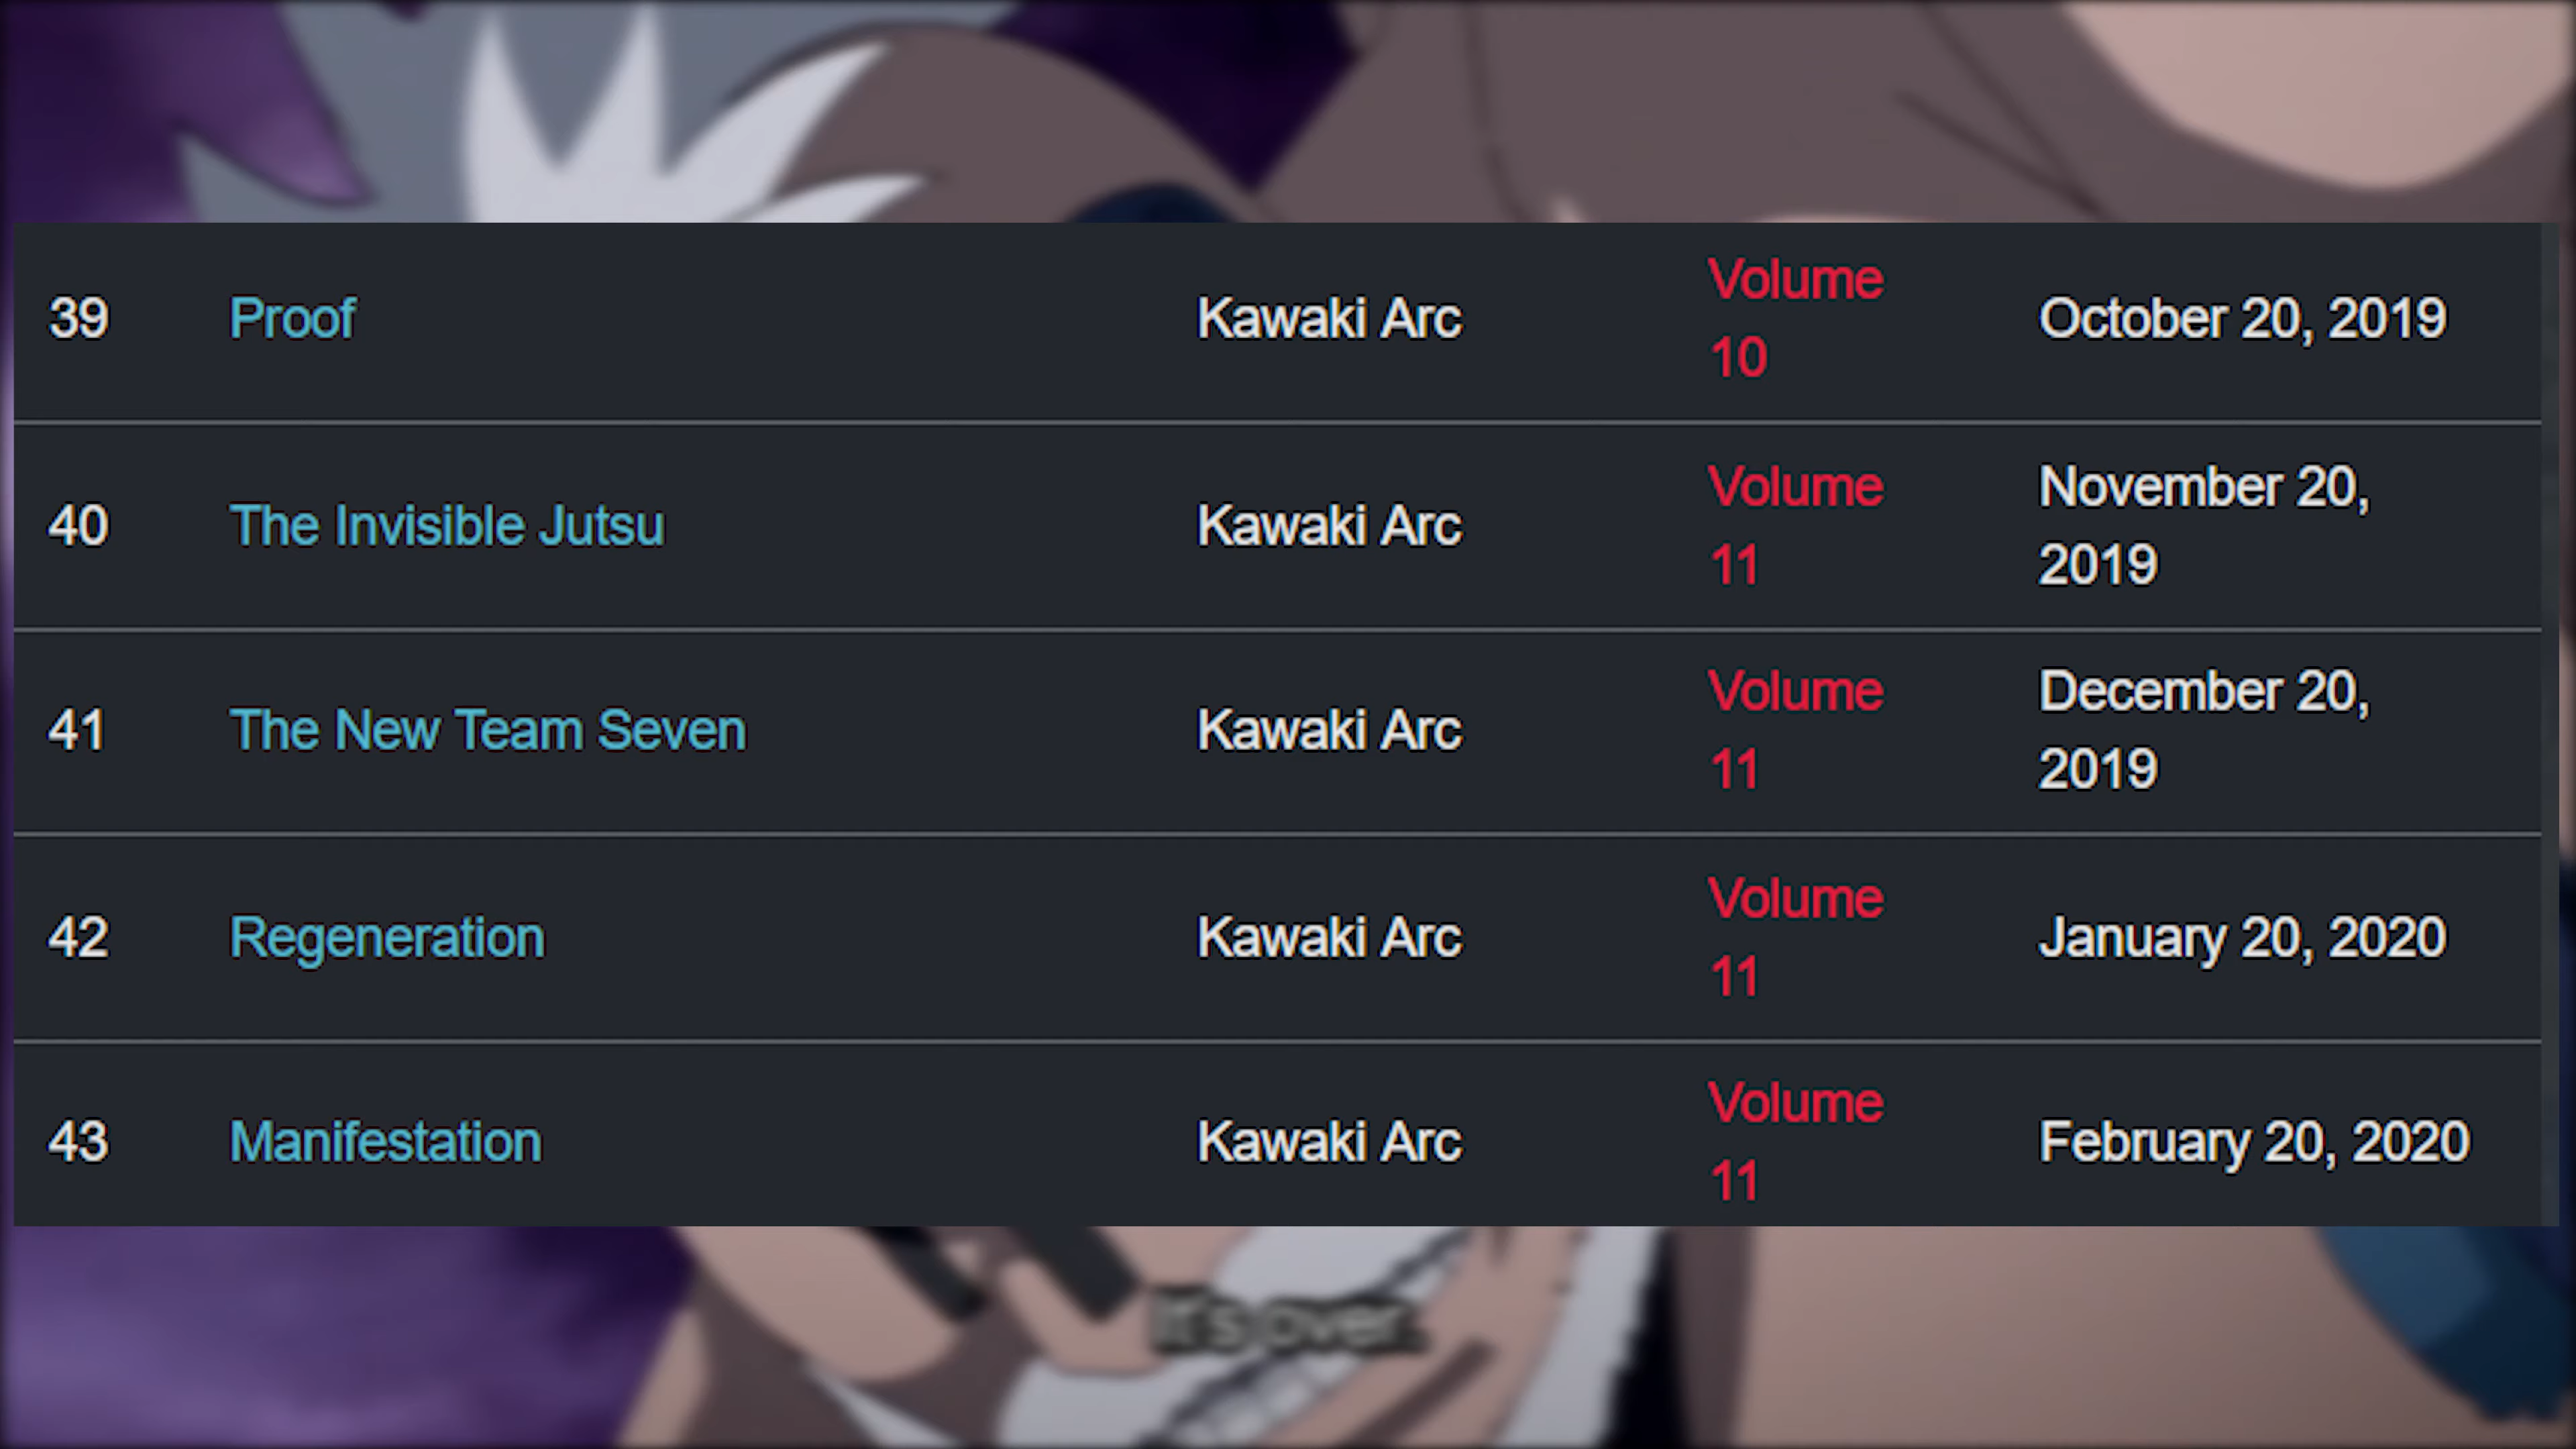 39 Proof Kawaki Arc Volume 10 October 20, 2019
40 The Invisible Jutsu Kawaki Arc Volume 11 November 20, 2019
41 The New Team Seven Kawaki Arc Volume 11 December 20, 2019
42 Regeneration Kawaki Arc Volume 11 January 20, 2020
43 Manifestation Kawaki Arc Volume 11 February 20, 2020
It's over.